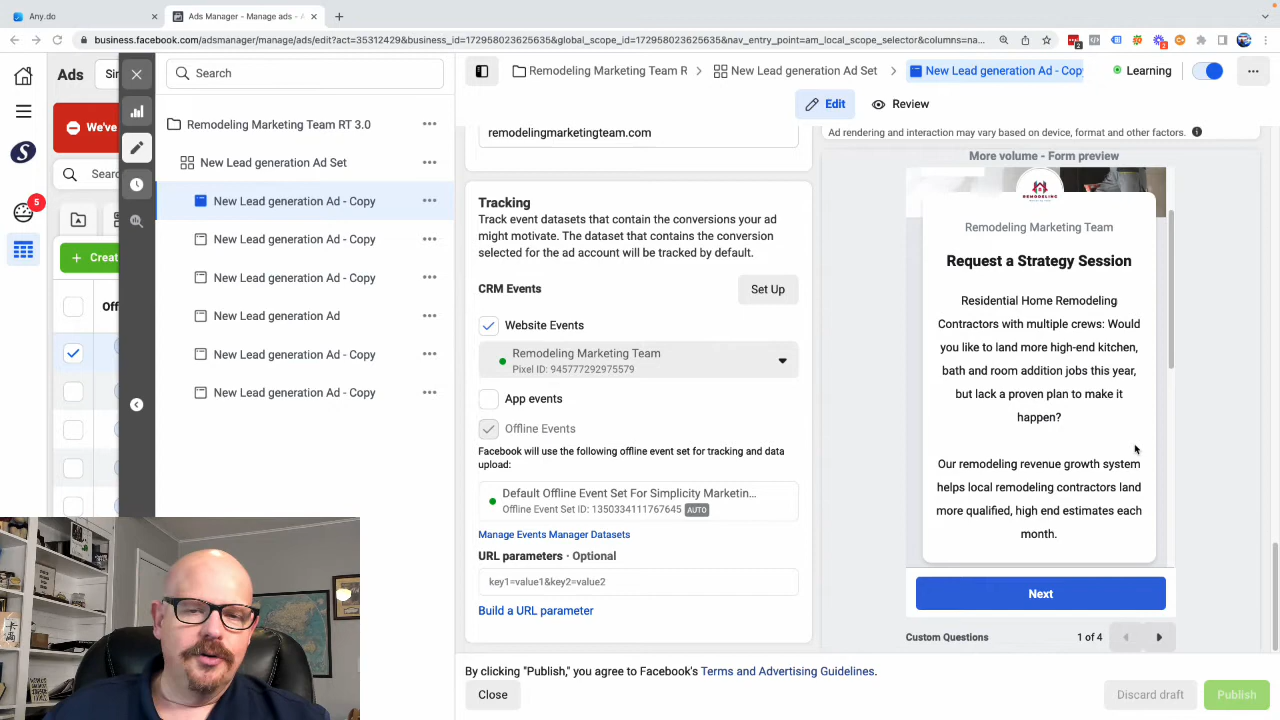 Any.do
Ads Manager - Manage ads -
business.facebook.com/adsmanager/manage/ads/edit?act=35312429&business_id=172958023625635&global_scope_id=172958023625635&nav_entry_point=am_local_scope_selector&columns=na...
Ads
Search
Remodeling Marketing Team R
New Lead generation Ad Set
New Lead generation Ad - Copy
Learning
We've
Edit
Review
Remodeling Marketing Team RT 3.0
remodelingmarketingteam.com
Ad rendering and interaction may vary based on device, format and other factors.
More volume - Form preview
New Lead generation Ad Set
Searc
New Lead generation Ad - Copy
5
New Lead generation Ad - Copy
Creat
New Lead generation Ad - Copy
Off
New Lead generation Ad
New Lead generation Ad - Copy
New Lead generation Ad - Copy
Tracking
Track event datasets that contain the conversions your ad
might motivate. The dataset that contains the conversion
selected for the ad account will be tracked by default.
CRM Events
Set Up
Website Events
Remodeling Marketing Team
Pixel ID: 945777292975579
App events
Offline Events
Facebook will use the following offline event set for tracking and data
upload:
Default Offline Event Set For Simplicity Marketin...
Offline Event Set ID: 1350334111767645 AUTO
Manage Events Manager Datasets
URL parameters · Optional
key1=value1&key2=value2
Build a URL parameter
REMODELING
Remodeling Marketing Team
Request a Strategy Session
Residential Home Remodeling
Contractors with multiple crews: Would
you like to land more high-end kitchen,
bath and room addition jobs this year,
but lack a proven plan to make it
happen?
Our remodeling revenue growth system
helps local remodeling contractors land
more qualified, high end estimates each
month.
Next
Custom Questions
1 of 4
By clicking "Publish," you agree to Facebook's Terms and Advertising Guidelines.
Close
Discard draft
Publish